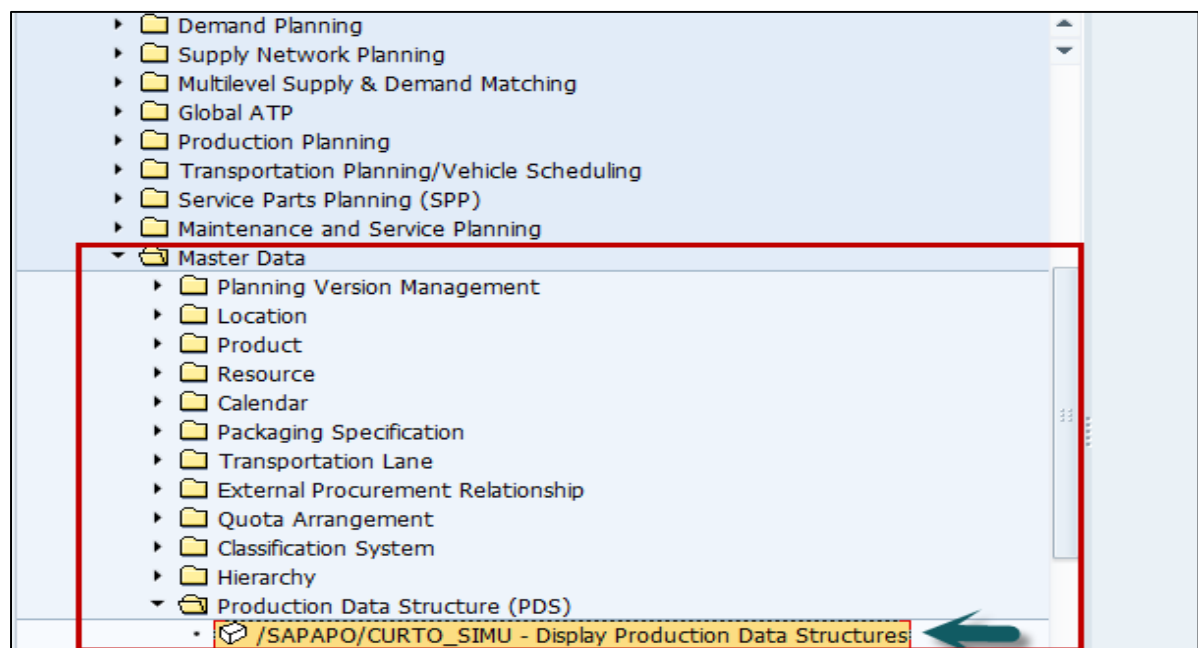 Demand Planning
Supply Network Planning
Multilevel Supply & Demand Matching
Global ATP
Production Planning
Transportation Planning/Vehicle Scheduling
Service Parts Planning (SPP)
Maintenance and Service Planning
Master Data
Planning Version Management
Location
Product
Resource
Calendar
Packaging Specification
Transportation Lane
External Procurement Relationship
Quota Arrangement
Classification System
Hierarchy
Production Data Structure (PDS)
/SAPAPO/CURTO_SIMU - Display Production Data Structures